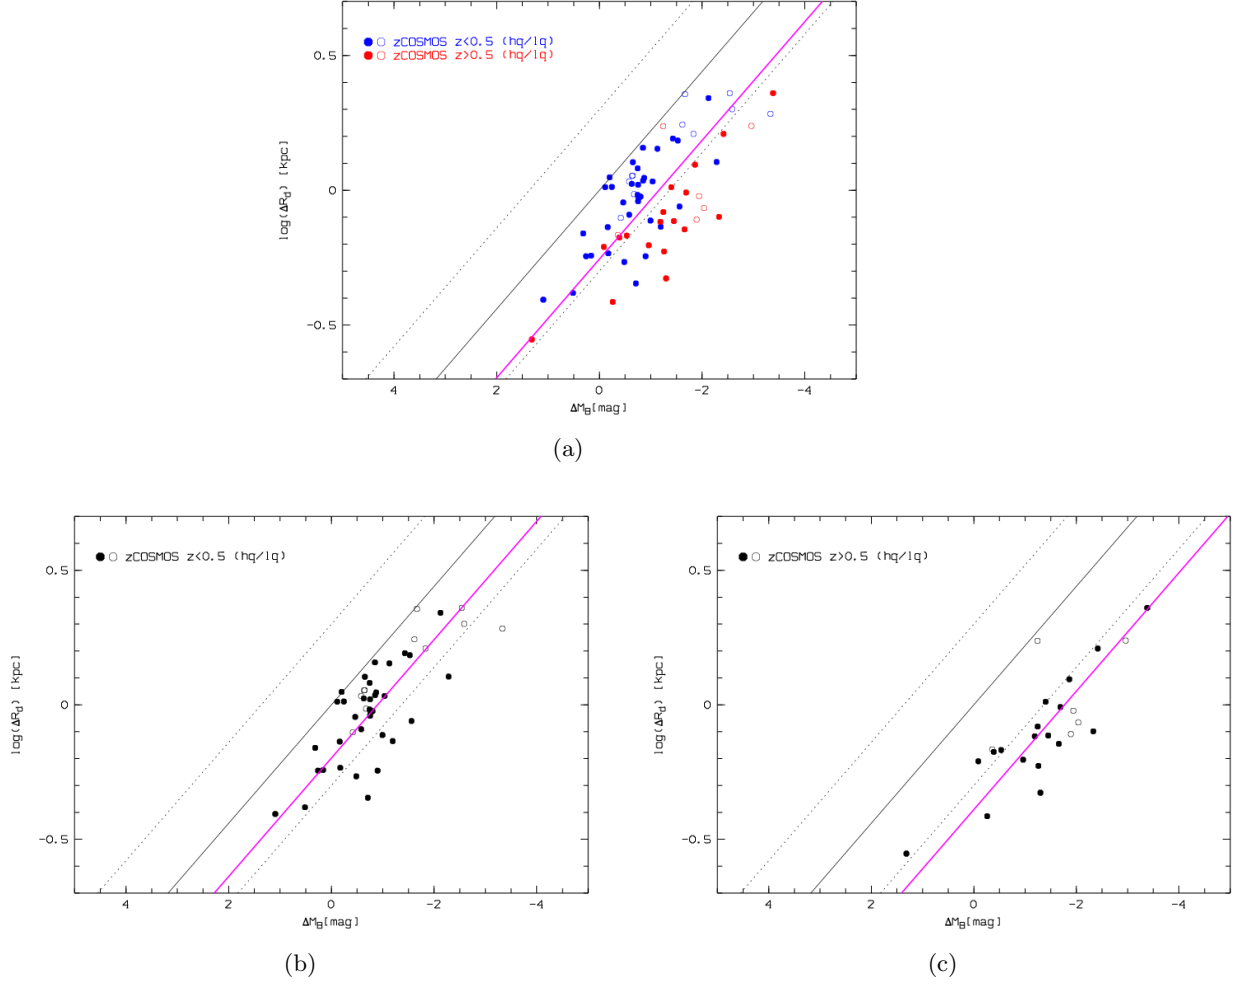 zCOSMOS z<0.5 (hq/lq)
zCOSMOS z>0.5 (hq/lq)
0.5
0
-0.5
log(ΔR_d) [kpc]
4 2 0 -2 -4
ΔM_B[mag]
(a)
zCOSMOS z<0.5 (hq/lq)
0.5
0
-0.5
log(ΔR_d) [kpc]
4 2 0 -2 -4
ΔM_B[mag]
(b)
zCOSMOS z>0.5 (hq/lq)
0.5
0
-0.5
log(ΔR_d) [kpc]
4 2 0 -2 -4
ΔM_B[mag]
(c)